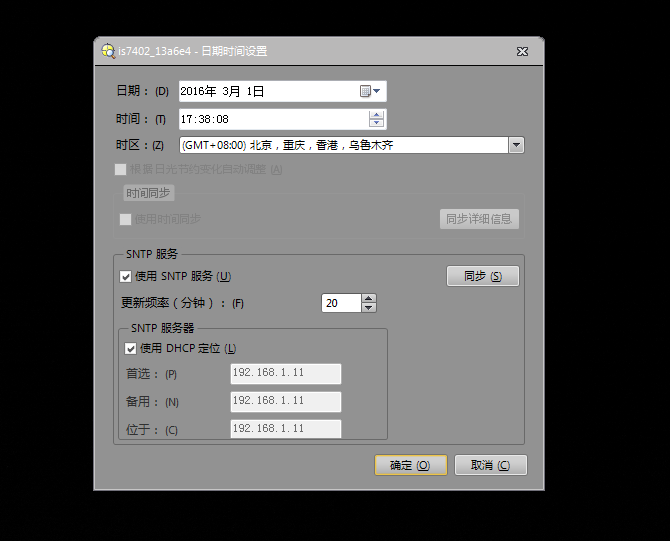 is7402_13a6e4 - 日期时间设置
日期：(D) 2016年 3月 1日
时间：(T) 17:38:08
时区：(Z) (GMT+08:00) 北京，重庆，香港，乌鲁木齐
根景日光节约变化自动调整 (A)
时间同步
使用时间同步 同步详细信息
SNTP 服务
使用 SNTP 服务 (U) 同步 (S)
更新频率（分钟）：(F) 20
SNTP 服务器
使用 DHCP 定位 (L)
首选：(P) 192.168.1.11
备用：(N) 192.168.1.11
位于：(C) 192.168.1.11
确定 (O) 取消 (C)